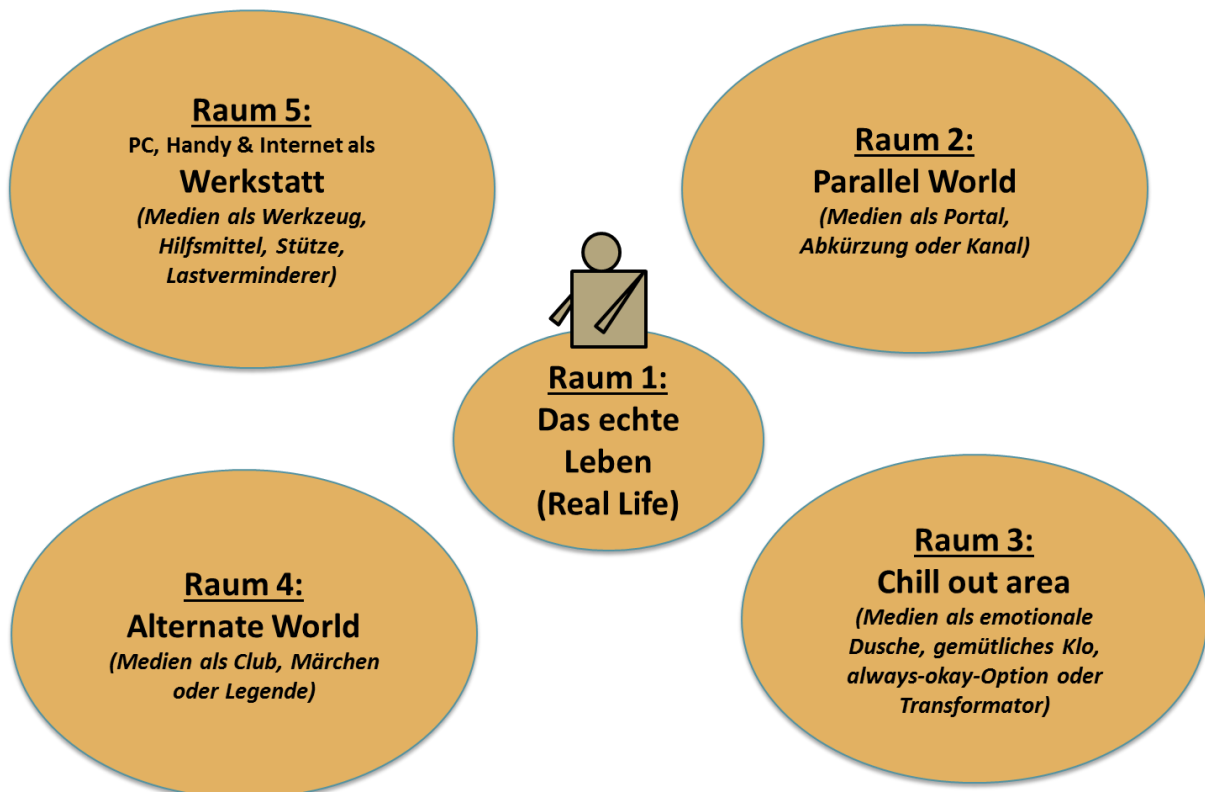 Raum 5:
PC, Handy & Internet als
Werkstatt
(Medien als Werkzeug,
Hilfsmittel, Stütze,
Lastverminderer)
Raum 2:
Parallel World
(Medien als Portal,
Abkürzung oder Kanal)
Raum 1:
Das echte
Leben
(Real Life)
Raum 4:
Alternate World
(Medien als Club, Märchen
oder Legende)
Raum 3:
Chill out area
(Medien als emotionale
Dusche, gemütliches Klo,
always-okay-Option oder
Transformator)